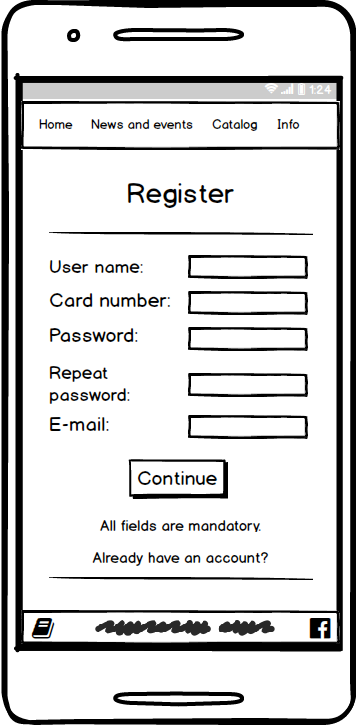 1:24
Home News and events Catalog Info
Register
User name:
Card number:
Password:
Repeat
password:
E-mail:
Continue
All fields are mandatory.
Already have an account?